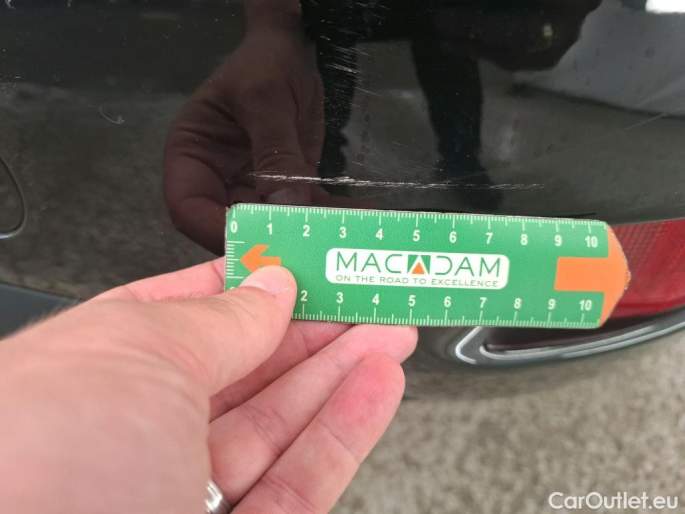 0 1 2 3 4 5 6 7 8 9 10
MACADAM
ON THE ROAD TO EXCELLENCE
2 3 4 5 6 7 8 9 10
CarOutlet.eu